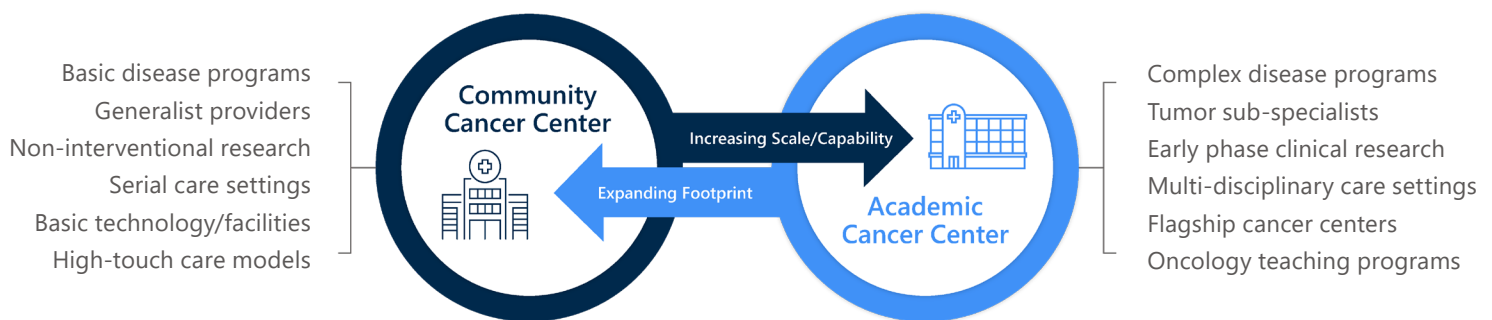 Basic disease programs
Generalist providers
Non-interventional research
Serial care settings
Basic technology/facilities
High-touch care models
Community
Cancer Center
Increasing Scale/Capability
Expanding Footprint
Academic
Cancer Center
Complex disease programs
Tumor sub-specialists
Early phase clinical research
Multi-disciplinary care settings
Flagship cancer centers
Oncology teaching programs